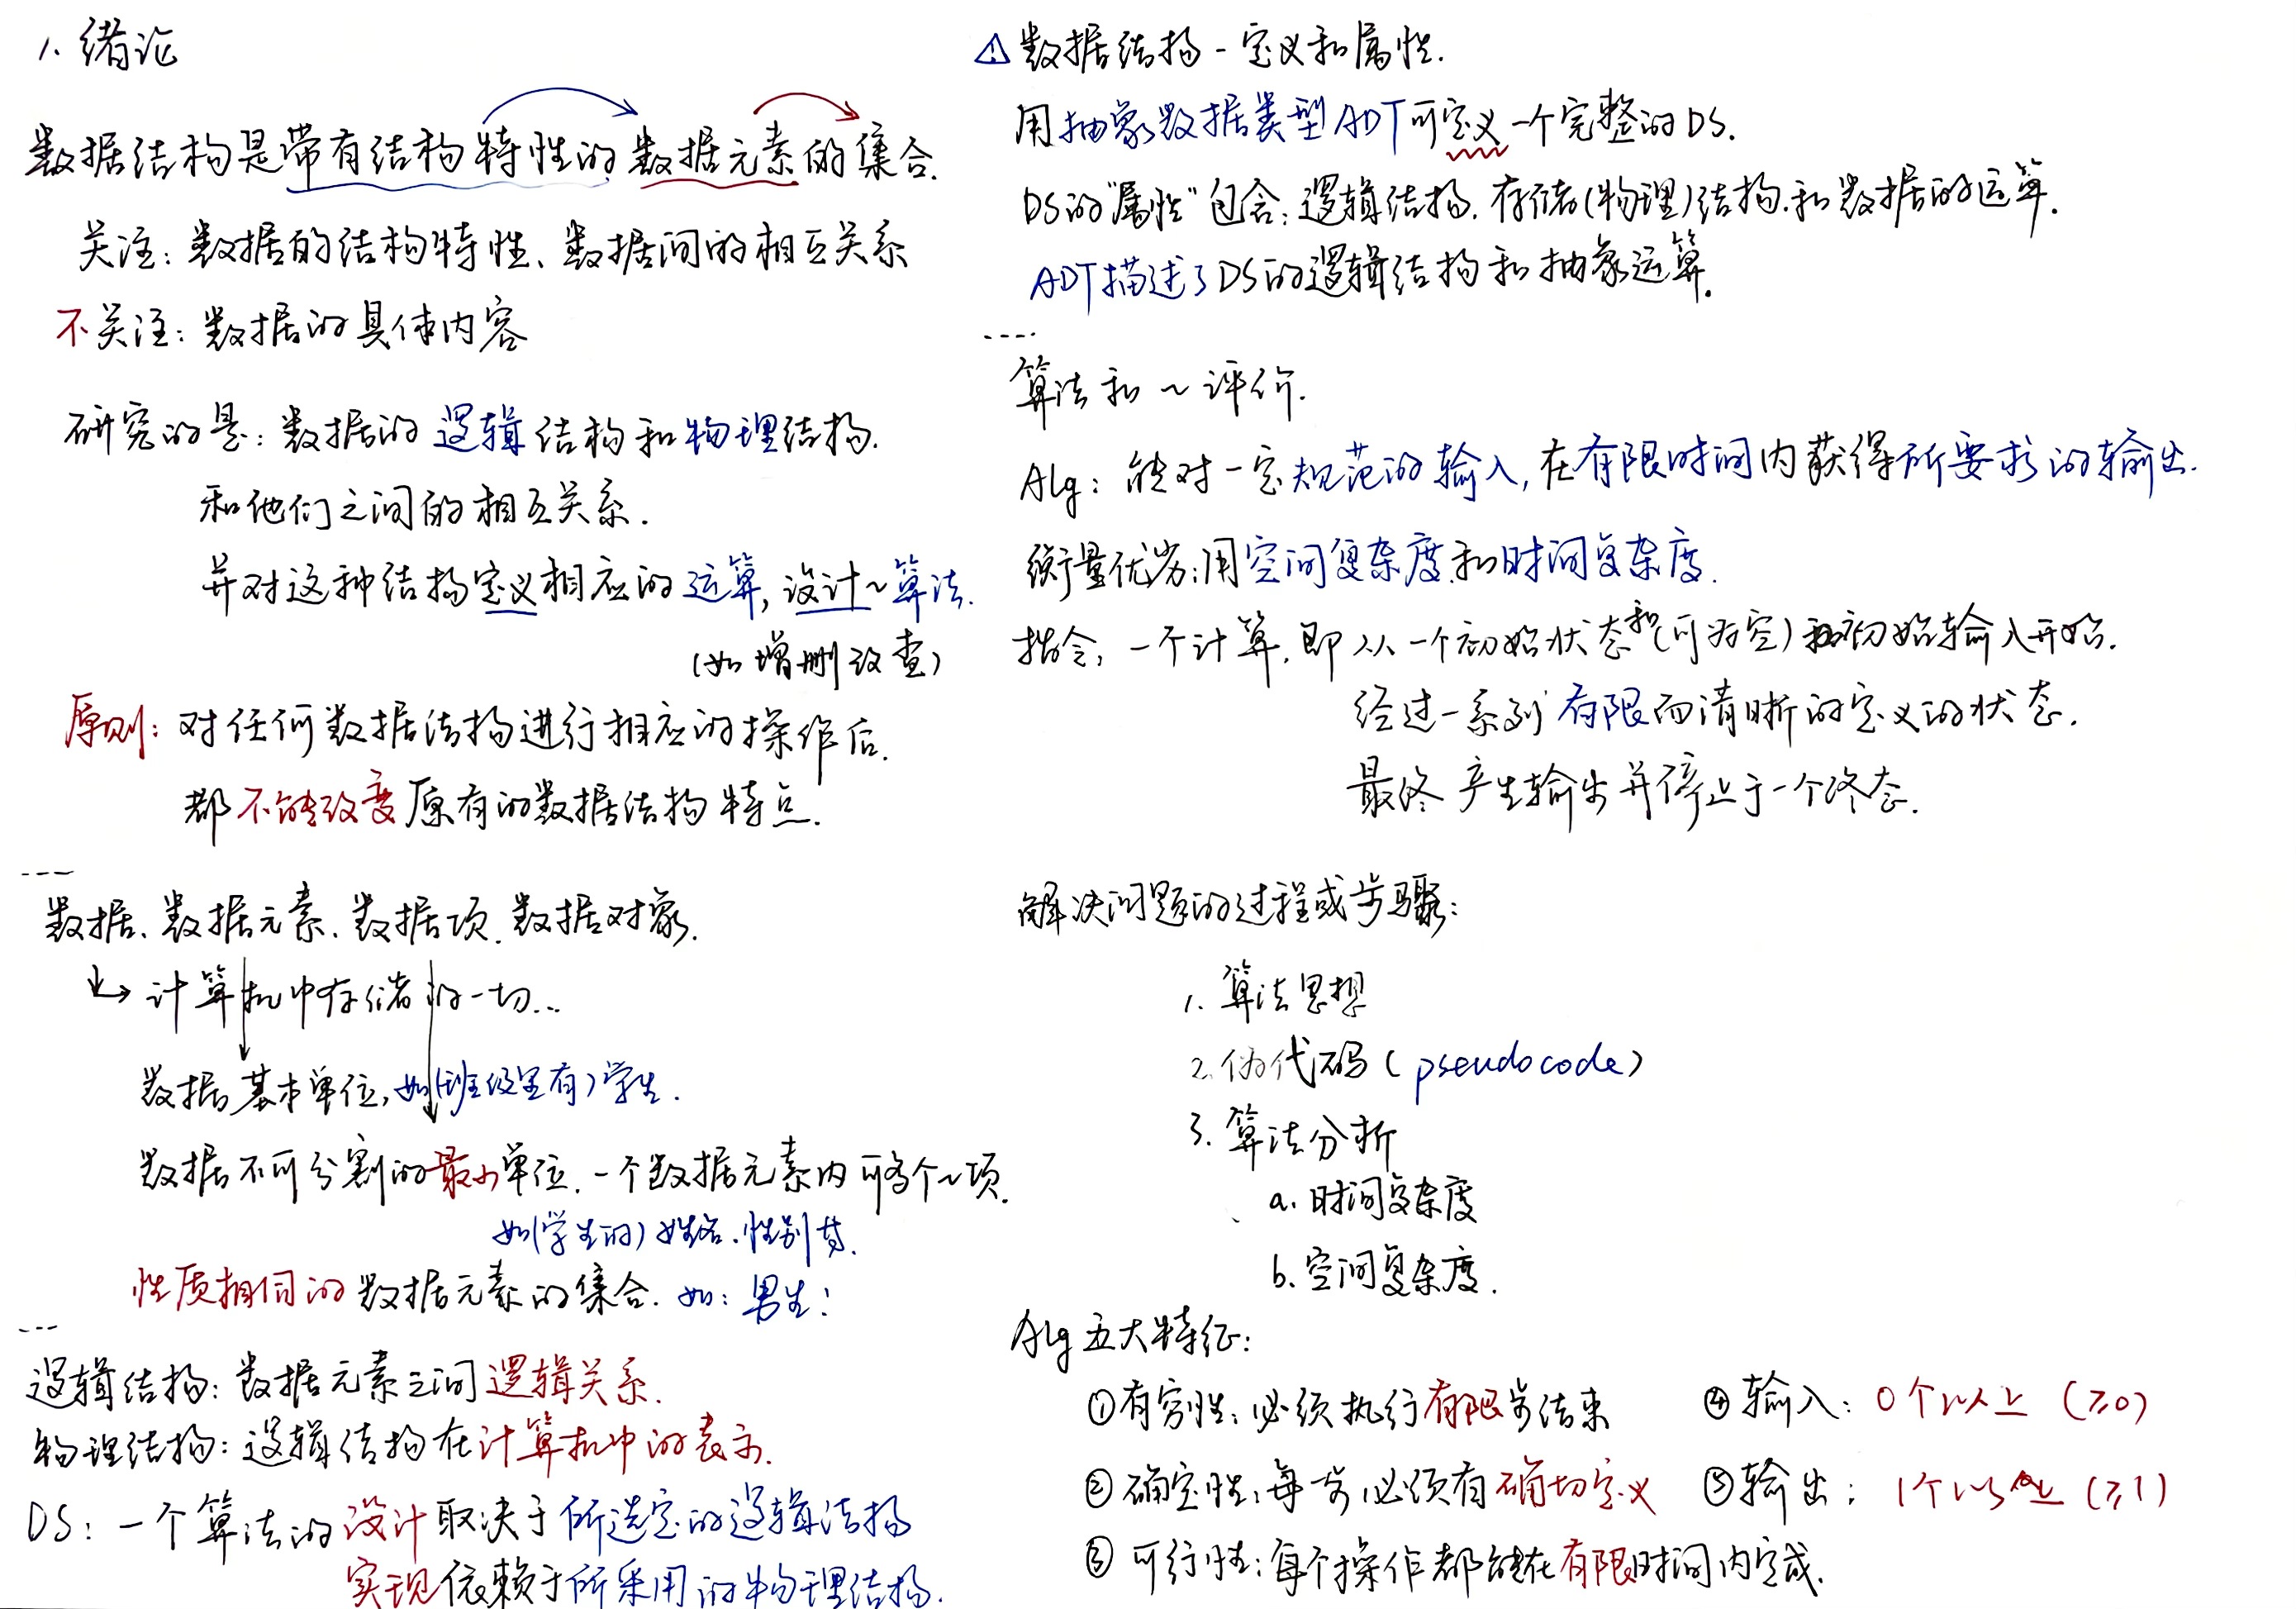 1. 绪论
数据结构是带有结构特性的数据元素的集合.
关注：数据的结构特性、数据间的相互关系
不关注：数据的具体内容
研究的是：数据的逻辑结构和物理结构.
和他们之间的相互关系.
并对这种结构定义相应的运算, 设计~算法.
(如增删改查)
原则：对任何数据结构进行相应的操作后.
都不能改变原有的数据结构特点.
---
数据、数据元素、数据项、数据对象.
计算机中存储的一切...
数据基本单位, 如(班级里有)学生.
数据不可分割的最小单位. 一个数据元素内可多个~项.
如(学生的)姓名、性别等.
性质相同的数据元素的集合. 如：男生！
---
逻辑结构：数据元素之间逻辑关系.
物理结构：逻辑结构在计算机中的表示.
DS：一个算法的设计取决于所选定的逻辑结构
实现依赖于所采用的物理结构.
数据结构-定义和属性.
用抽象数据类型ADT可定义一个完整的DS.
DS的"属性"包含：逻辑结构、存储(物理)结构和数据的运算.
ADT描述了DS的逻辑结构和抽象运算.
----
算法和~评价.
Alg：能对一定规范的输入, 在有限时间内获得所要求的输出.
衡量优劣：用空间复杂度和时间复杂度.
指令：一个计算, 即从一个初始状态和(可为空)初始输入开始.
经过一系列有限而清晰的定义的状态.
最终产生输出并停止于一个终态.
解决问题的过程或步骤：
1. 算法思想
2. 伪代码 (pseudocode)
3. 算法分析
a. 时间复杂度
b. 空间复杂度.
Alg五大特征：
①有穷性：必须执行有限步结束
②确定性：每步必须有确切定义
③可行性：每个操作都能在有限时间内完成.
④输入：0个以上 (≥0)
⑤输出：1个以上 (≥1)